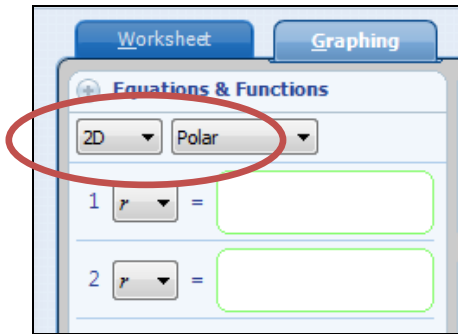 Worksheet Graphing
Equations & Functions
2D Polar
1 r =
2 r =